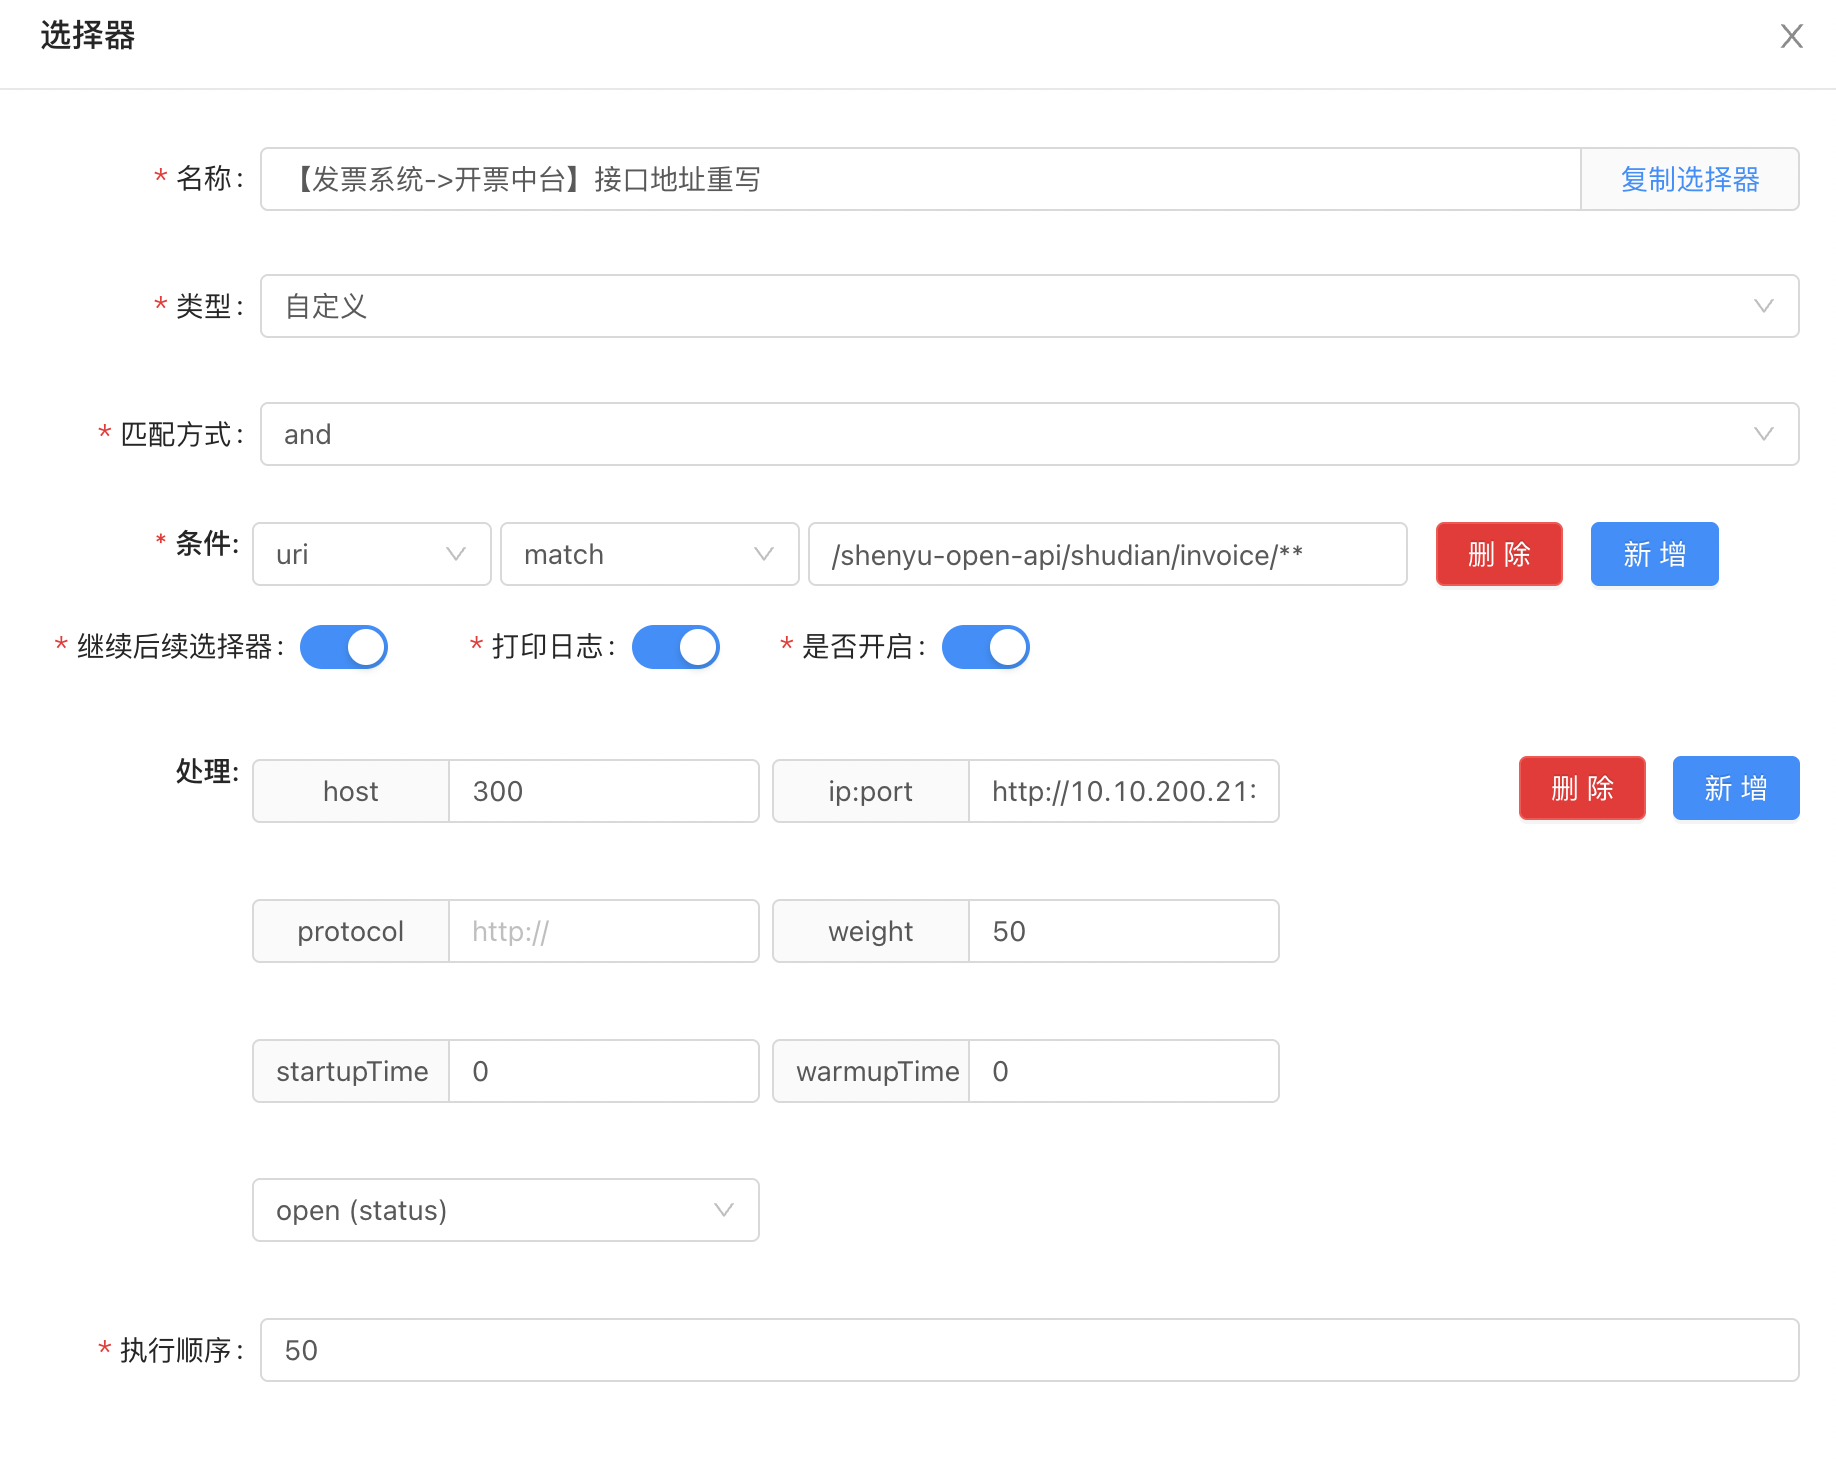 选择器
* 名称: 【发票系统->开票中台】接口地址重写 复制选择器
* 类型: 自定义
* 匹配方式: and
* 条件: uri match /shenyu-open-api/shudian/invoice/** 删 除 新 增
* 继续后续选择器: * 打印日志: * 是否开启:
处理: host 300 ip:port http://10.10.200.21: 删 除 新 增
protocol http:// weight 50
startupTime 0 warmupTime 0
open (status)
* 执行顺序: 50